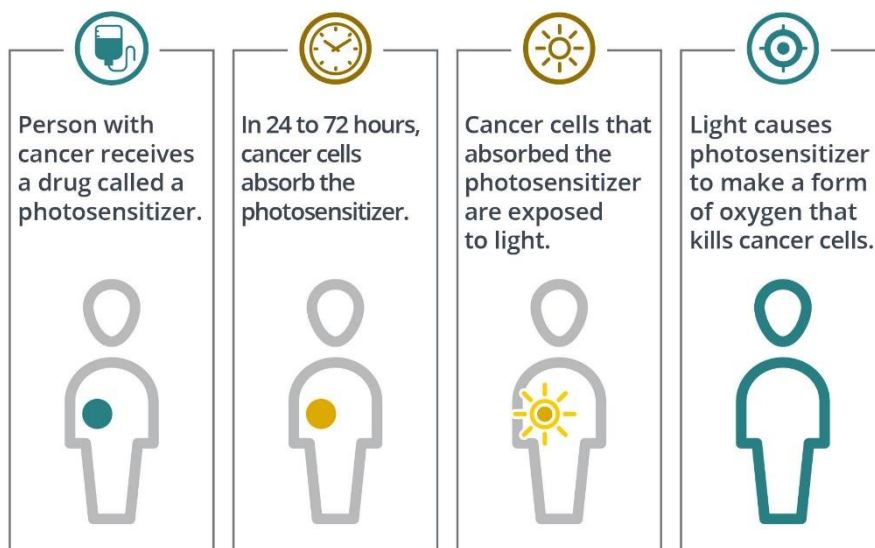 Person with
cancer receives
a drug called a
photosensitizer.
In 24 to 72 hours,
cancer cells
absorb the
photosensitizer.
Cancer cells that
absorbed the
photosensitizer
are exposed
to light.
Light causes
photosensitizer
to make a form
of oxygen that
kills cancer cells.